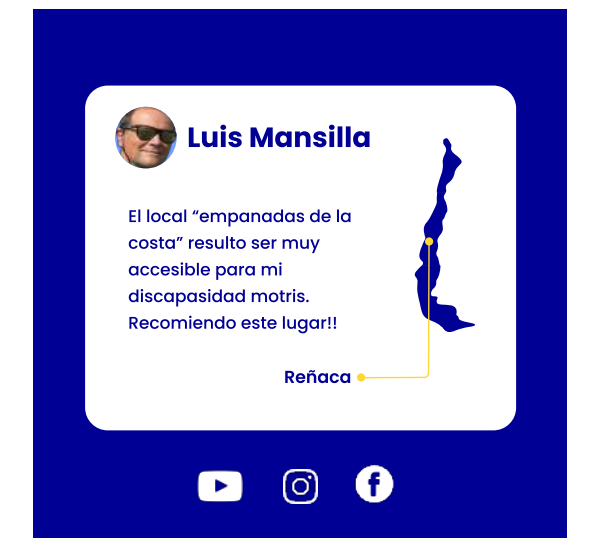 Luis Mansilla
El local “empanadas de la
costa” resulto ser muy
accesible para mi
discapasidad motris.
Recomiendo este lugar!!
Reñaca